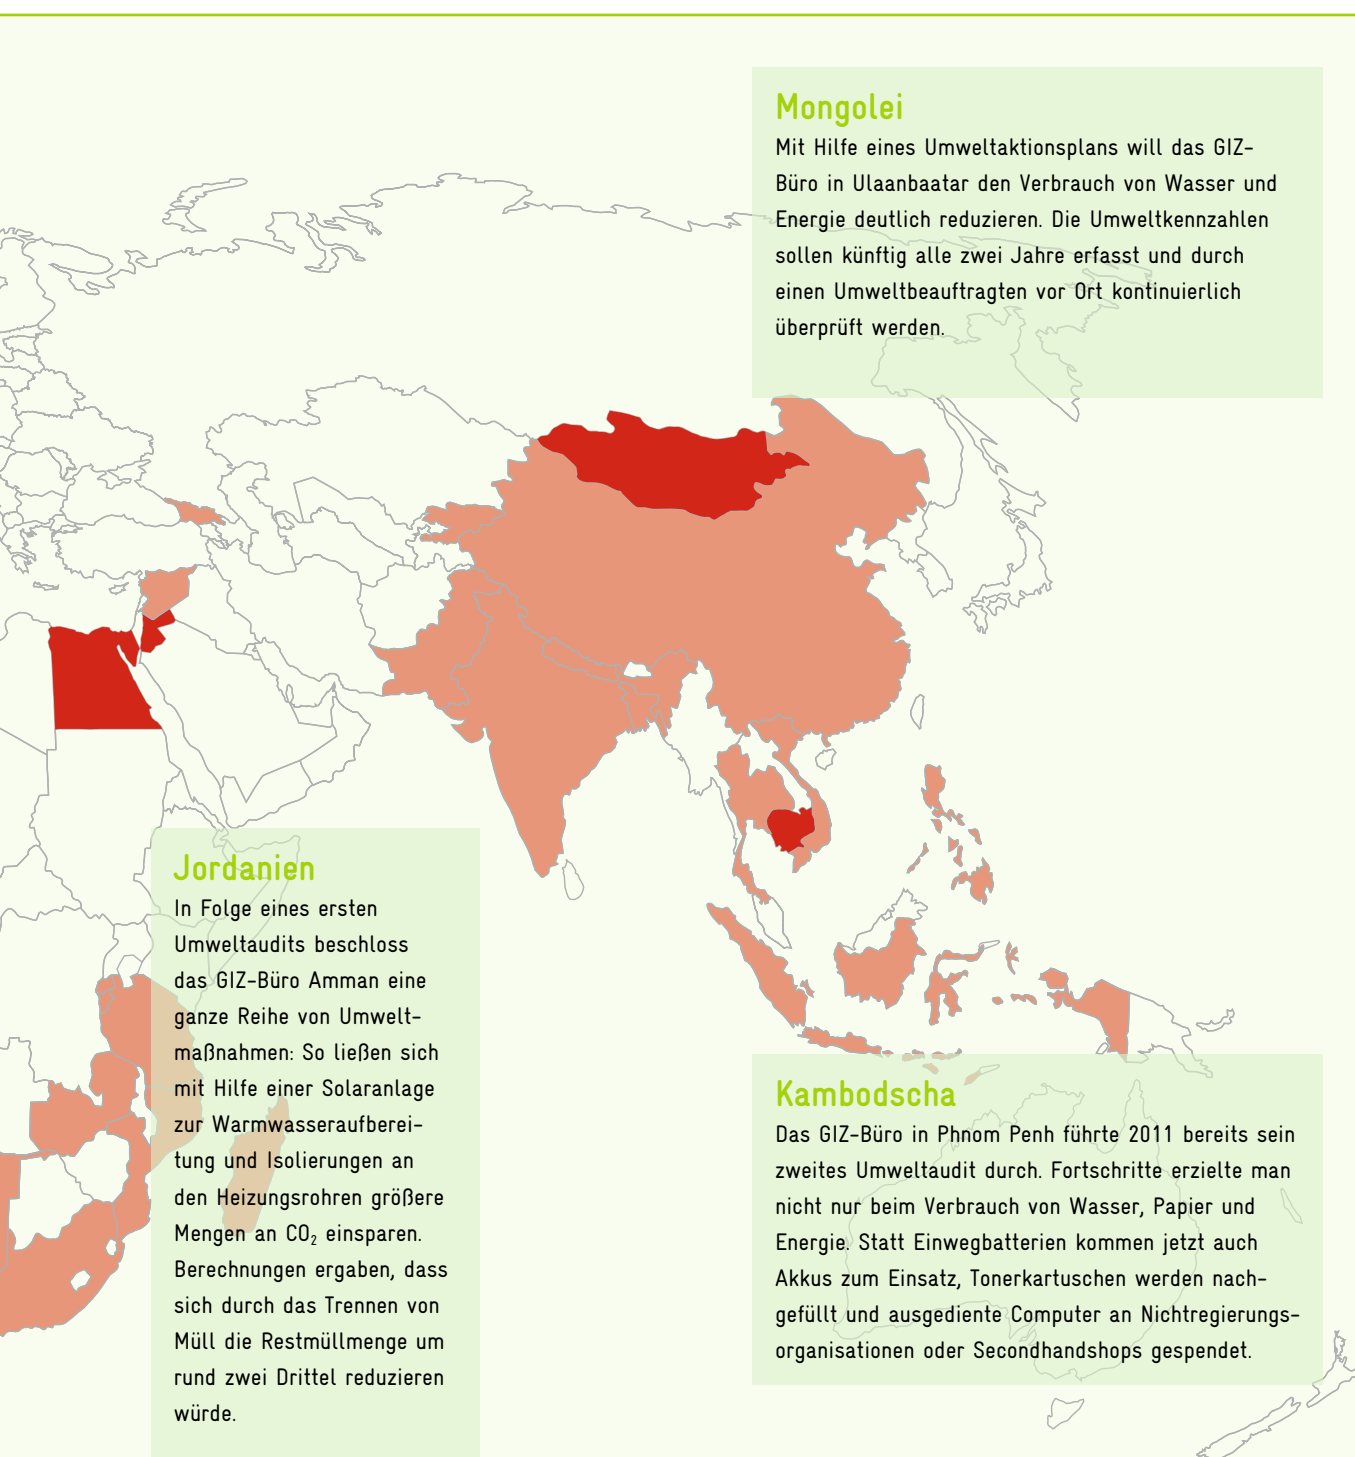 Mongolei
Mit Hilfe eines Umweltaktionsplans will das GIZ-
Büro in Ulaanbaatar den Verbrauch von Wasser und
Energie deutlich reduzieren. Die Umweltkennzahlen
sollen künftig alle zwei Jahre erfasst und durch
einen Umweltbeauftragten vor Ort kontinuierlich
überprüft werden.
Jordanien
In Folge eines ersten
Umweltaudits beschloss
das GIZ-Büro Amman eine
ganze Reihe von Umwelt-
maßnahmen: So ließen sich
mit Hilfe einer Solaranlage
zur Warmwasseraufberei-
tung und Isolierungen an
den Heizungsrohren größere
Mengen an CO₂ einsparen.
Berechnungen ergaben, dass
sich durch das Trennen von
Müll die Restmüllmenge um
rund zwei Drittel reduzieren
würde.
Kambodscha
Das GIZ-Büro in Phnom Penh führte 2011 bereits sein
zweites Umweltaudit durch. Fortschritte erzielte man
nicht nur beim Verbrauch von Wasser, Papier und
Energie. Statt Einwegbatterien kommen jetzt auch
Akkus zum Einsatz, Tonerkartuschen werden nach-
gefüllt und ausgediente Computer an Nichtregierungs-
organisationen oder Secondhandshops gespendet.